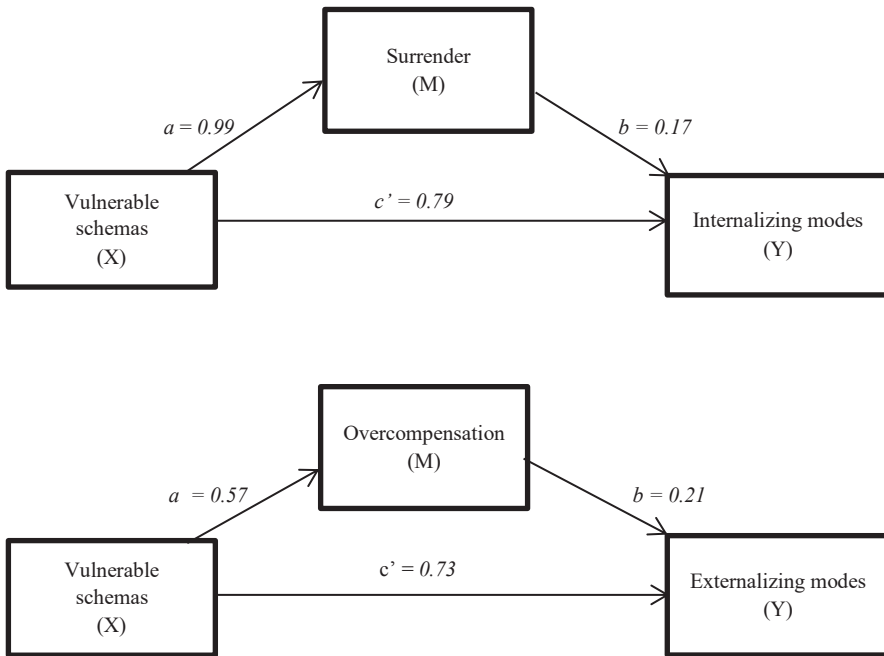 Surrender
(M)
a = 0.99
b = 0.17
Vulnerable
schemas
(X)
c’ = 0.79
Internalizing modes
(Y)
Overcompensation
(M)
a = 0.57
b = 0.21
Vulnerable
schemas
(X)
c’ = 0.73
Externalizing modes
(Y)